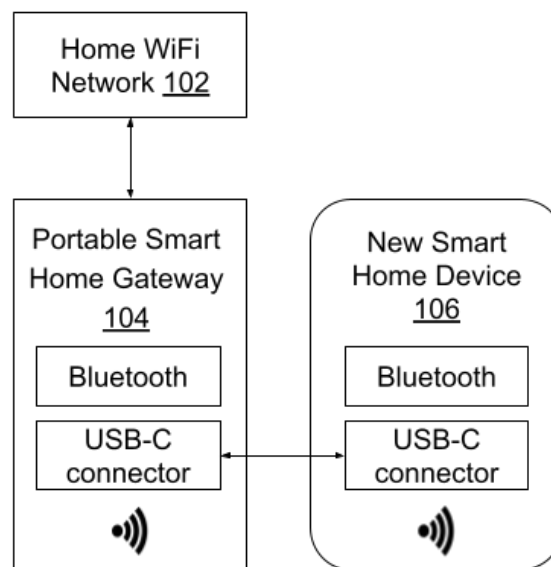 Home WiFi
Network 102
Portable Smart
Home Gateway
104
Bluetooth
USB-C
connector
New Smart
Home Device
106
Bluetooth
USB-C
connector